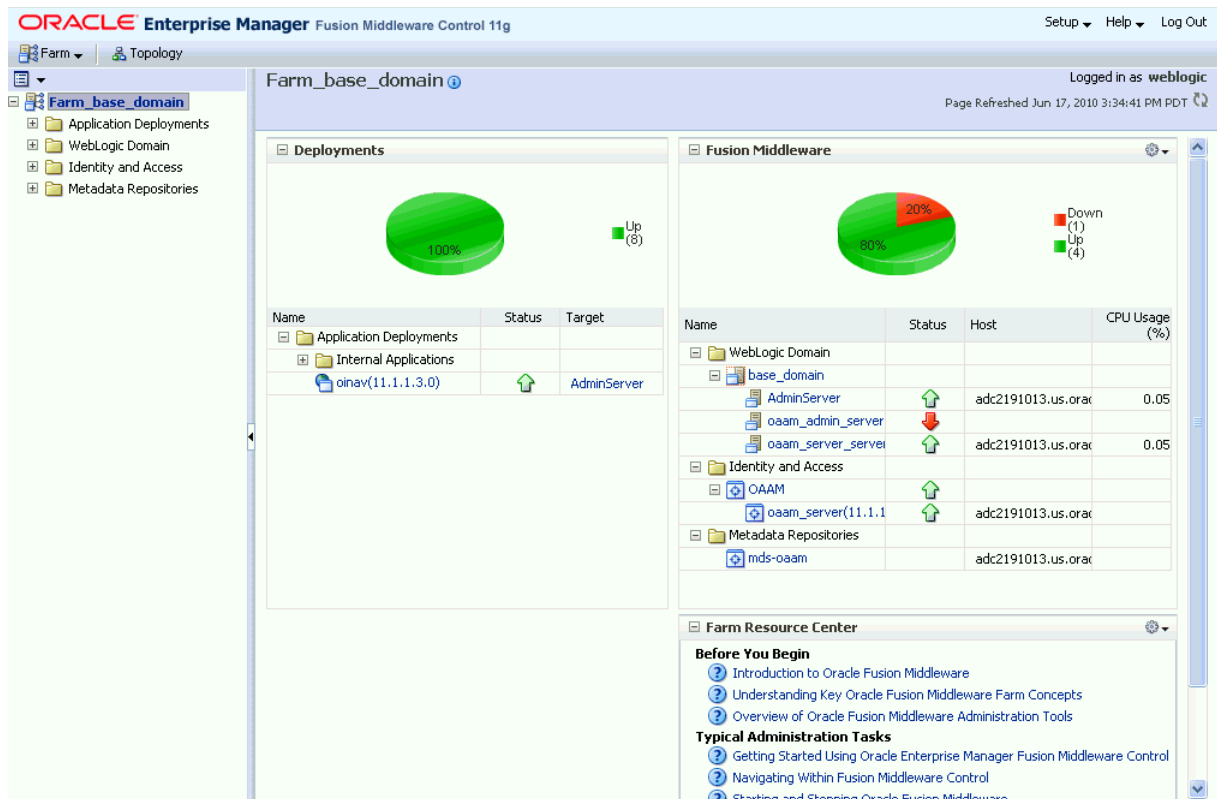 ORACLE Enterprise Manager Fusion Middleware Control 11g
Setup Help Log Out
Farm Topology
Farm_base_domain
Application Deployments
WebLogic Domain
Identity and Access
Metadata Repositories
Farm_base_domain
Logged in as weblogic
Page Refreshed Jun 17, 2010 3:34:41 PM PDT
Deployments
100%
Up
(8)
Name Status Target
Application Deployments
Internal Applications
oinav(11.1.1.3.0) AdminServer
Fusion Middleware
20%
80%
Down
(1)
Up
(4)
Name Status Host CPU Usage
(%)
WebLogic Domain
base_domain
AdminServer adc2191013.us.orac 0.05
oaam_admin_server
oaam_server_server adc2191013.us.orac 0.05
Identity and Access
OAAM
oaam_server(11.1.1 adc2191013.us.orac
Metadata Repositories
mds-oaam adc2191013.us.orac
Farm Resource Center
Before You Begin
Introduction to Oracle Fusion Middleware
Understanding Key Oracle Fusion Middleware Farm Concepts
Overview of Oracle Fusion Middleware Administration Tools
Typical Administration Tasks
Getting Started Using Oracle Enterprise Manager Fusion Middleware Control
Navigating Within Fusion Middleware Control
Starting and Stopping Oracle Fusion Middleware